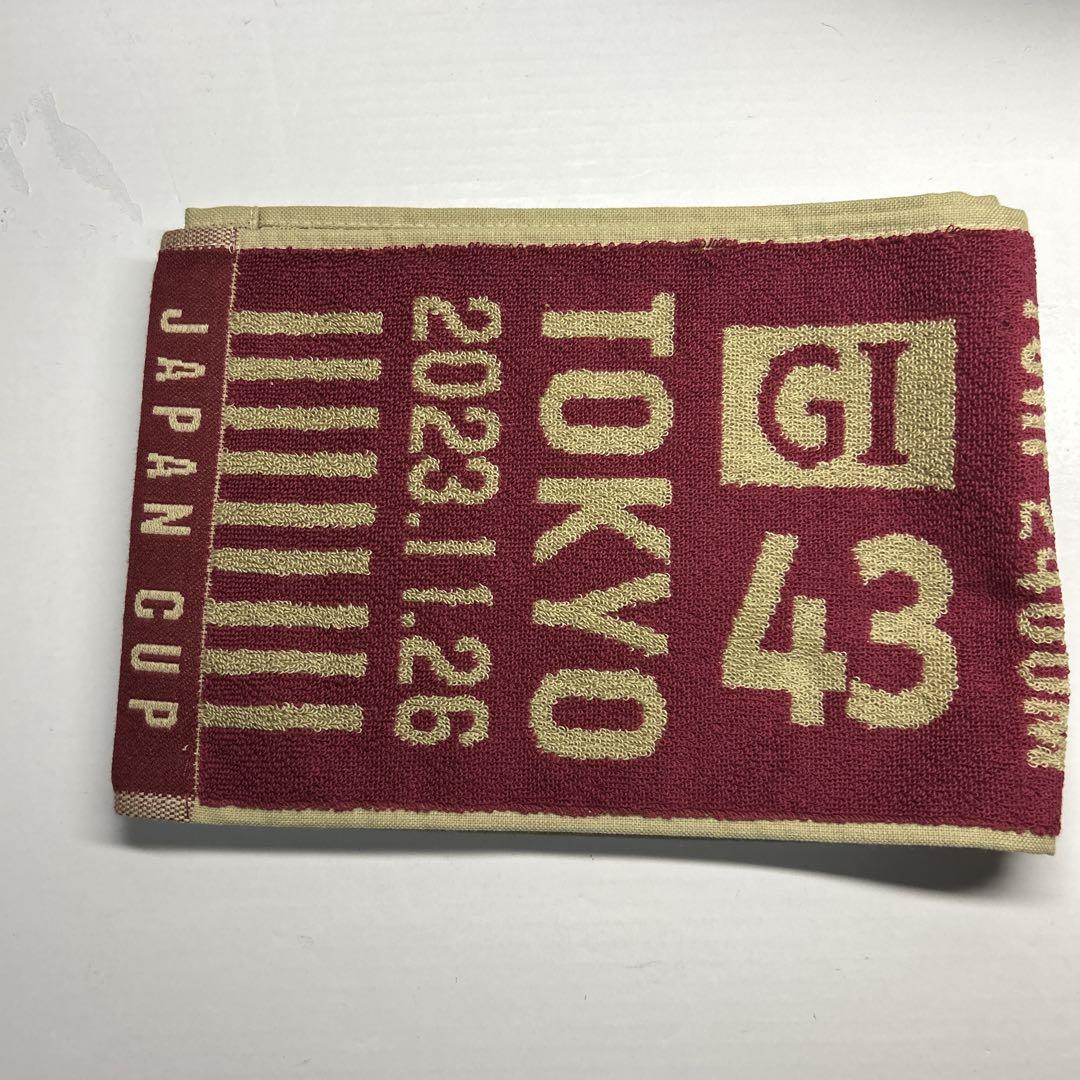 GI
43
TOKYO
2023.11.26
JAPAN CUP